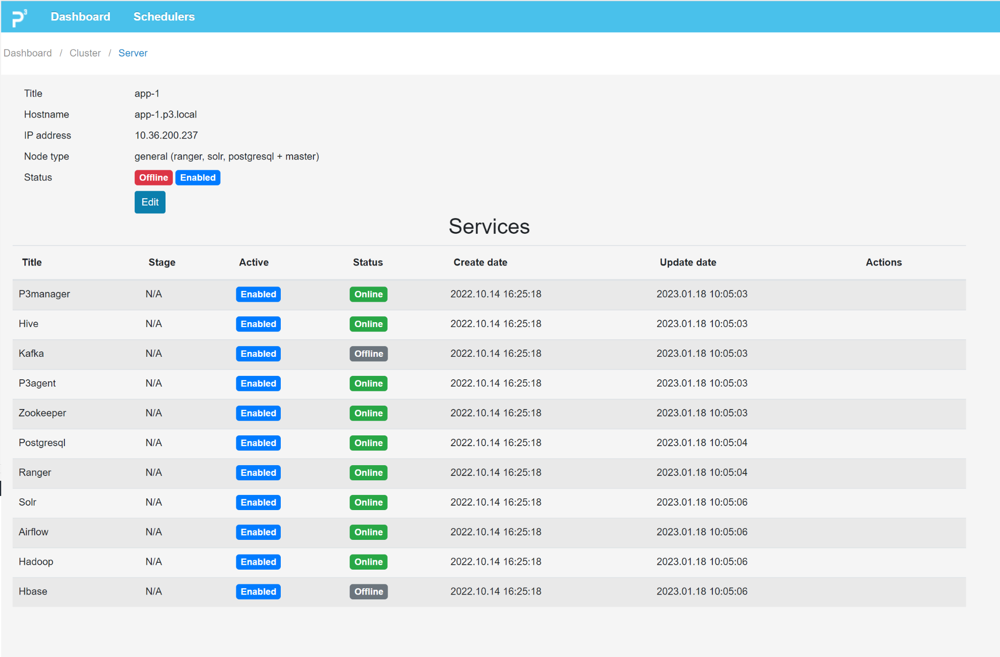 P3 Dashboard Schedulers
Dashboard / Cluster / Server
Title app-1
Hostname app-1.p3.local
IP address 10.36.200.237
Node type general (ranger, solr, postgresql + master)
Status Offline Enabled
Edit
Services
Title Stage Active Status Create date Update date Actions
P3manager N/A Enabled Online 2022.10.14 16:25:18 2023.01.18 10:05:03
Hive N/A Enabled Online 2022.10.14 16:25:18 2023.01.18 10:05:03
Kafka N/A Enabled Offline 2022.10.14 16:25:18 2023.01.18 10:05:03
P3agent N/A Enabled Online 2022.10.14 16:25:18 2023.01.18 10:05:03
Zookeeper N/A Enabled Online 2022.10.14 16:25:18 2023.01.18 10:05:03
Postgresql N/A Enabled Online 2022.10.14 16:25:18 2023.01.18 10:05:04
Ranger N/A Enabled Online 2022.10.14 16:25:18 2023.01.18 10:05:04
Solr N/A Enabled Online 2022.10.14 16:25:18 2023.01.18 10:05:06
Airflow N/A Enabled Online 2022.10.14 16:25:18 2023.01.18 10:05:06
Hadoop N/A Enabled Online 2022.10.14 16:25:18 2023.01.18 10:05:06
Hbase N/A Enabled Offline 2022.10.14 16:25:18 2023.01.18 10:05:06